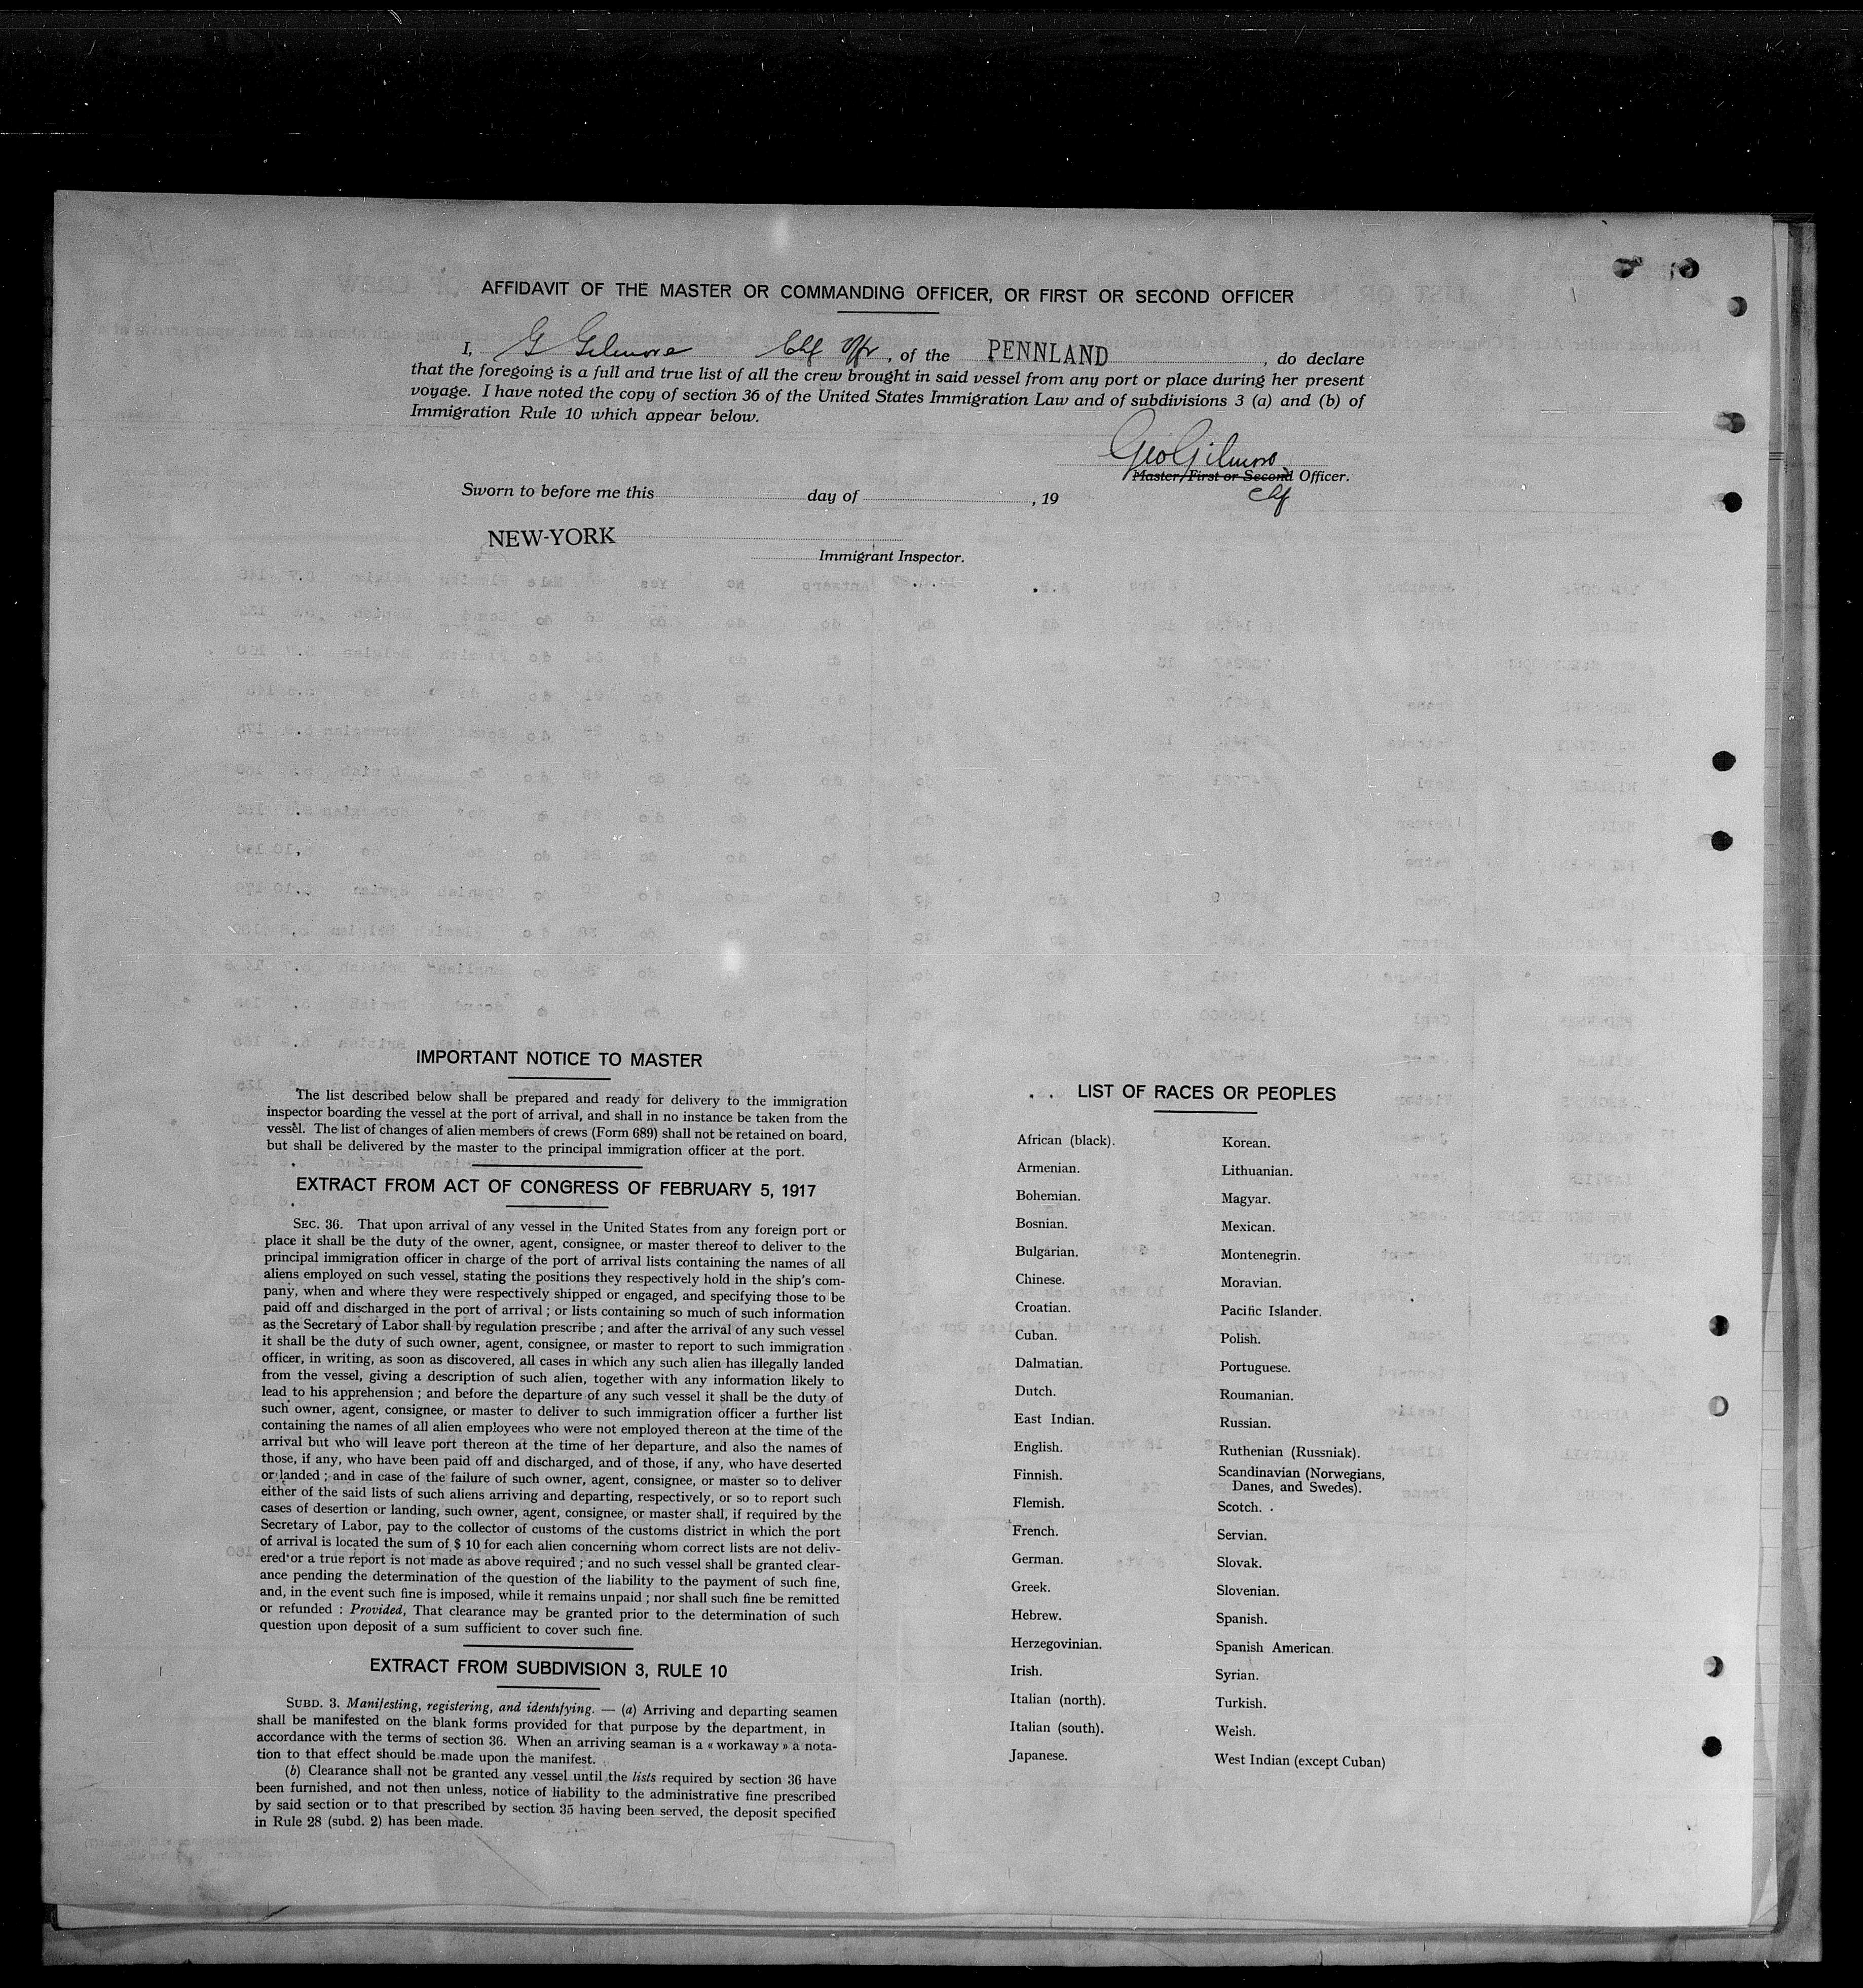 AFFIDAVIT OF THE MASTER OR COMMANDING OFFICER, OR FIRST OR SECOND OFFICER
I, G Gilmore Chf Offr, of the PENNLAND, do declare
that the foregoing is a full and true list of all the crew brought in said vessel from any port or place during her present
voyage. I have noted the copy of section 36 of the United States Immigration Law and of subdivisions 3 (a) and (b) of
Immigration Rule 10 which appear below.
Geo Gilmore
Master, First or Second Officer.
Chf
Sworn to before me this day of , 19
NEW-YORK
Immigrant Inspector.
IMPORTANT NOTICE TO MASTER
The list described below shall be prepared and ready for delivery to the immigration
inspector boarding the vessel at the port of arrival, and shall in no instance be taken from the
vessel. The list of changes of alien members of crews (Form 689) shall not be retained on board,
but shall be delivered by the master to the principal immigration officer at the port.
EXTRACT FROM ACT OF CONGRESS OF FEBRUARY 5, 1917
SEC. 36. That upon arrival of any vessel in the United States from any foreign port or
place it shall be the duty of the owner, agent, consignee, or master thereof to deliver to the
principal immigration officer in charge of the port of arrival lists containing the names of all
aliens employed on such vessel, stating the positions they respectively hold in the ship's com-
pany, when and where they were respectively shipped or engaged, and specifying those to be
paid off and discharged in the port of arrival ; or lists containing so much of such information
as the Secretary of Labor shall by regulation prescribe ; and after the arrival of any such vessel
it shall be the duty of such owner, agent, consignee, or master to report to such immigration
officer, in writing, as soon as discovered, all cases in which any such alien has illegally landed
from the vessel, giving a description of such alien, together with any information likely to
lead to his apprehension ; and before the departure of any such vessel it shall be the duty of
such owner, agent, consignee, or master to deliver to such immigration officer a further list
containing the names of all alien employees who were not employed thereon at the time of the
arrival but who will leave port thereon at the time of her departure, and also the names of
those, if any, who have been paid off and discharged, and of those, if any, who have deserted
or landed ; and in case of the failure of such owner, agent, consignee, or master so to deliver
either of the said lists of such aliens arriving and departing, respectively, or so to report such
cases of desertion or landing, such owner, agent, consignee, or master shall, if required by the
Secretary of Labor, pay to the collector of customs of the customs district in which the port
of arrival is located the sum of $ 10 for each alien concerning whom correct lists are not deliv-
ered or a true report is not made as above required ; and no such vessel shall be granted clear-
ance pending the determination of the question of the liability to the payment of such fine,
and, in the event such fine is imposed, while it remains unpaid ; nor shall such fine be remitted
or refunded : Provided, That clearance may be granted prior to the determination of such
question upon deposit of a sum sufficient to cover such fine.
EXTRACT FROM SUBDIVISION 3, RULE 10
SUBD. 3. Manifesting, registering, and identifying. — (a) Arriving and departing seamen
shall be manifested on the blank forms provided for that purpose by the department, in
accordance with the terms of section 36. When an arriving seaman is a « workaway » a nota-
tion to that effect should be made upon the manifest.
(b) Clearance shall not be granted any vessel until the lists required by section 36 have
been furnished, and not then unless, notice of liability to the administrative fine prescribed
by said section or to that prescribed by section 35 having been served, the deposit specified
in Rule 28 (subd. 2) has been made.
LIST OF RACES OR PEOPLES
African (black).
Armenian.
Bohemian.
Bosnian.
Bulgarian.
Chinese.
Croatian.
Cuban.
Dalmatian.
Dutch.
East Indian.
English.
Finnish.
Flemish.
French.
German.
Greek.
Hebrew.
Herzegovinian.
Irish.
Italian (north).
Italian (south).
Japanese.
Korean.
Lithuanian.
Magyar.
Mexican.
Montenegrin.
Moravian.
Pacific Islander.
Polish.
Portuguese.
Roumanian.
Russian.
Ruthenian (Russniak).
Scandinavian (Norwegians,
Danes, and Swedes).
Scotch.
Servian.
Slovak.
Slovenian.
Spanish.
Spanish American.
Syrian.
Turkish.
Welsh.
West Indian (except Cuban)